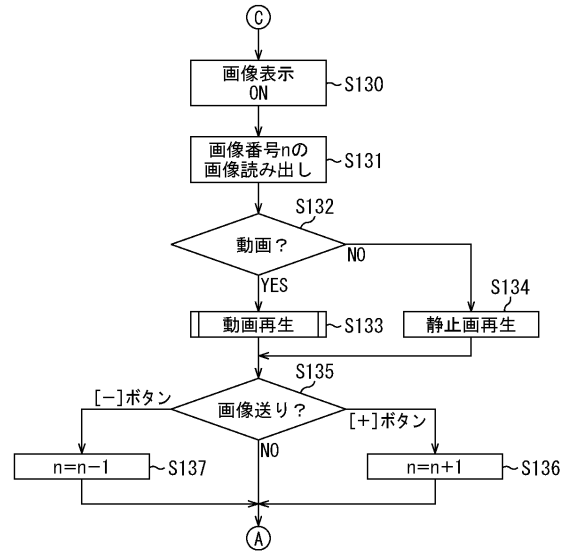 C
画像表示
ON
S130
画像番号nの
画像読み出し
S131
S132
動画？
NO
YES
S134
動画再生
S133
静止画再生
S135
[－]ボタン
画像送り？
[＋]ボタン
NO
n=n−1
S137
n=n+1
S136
A